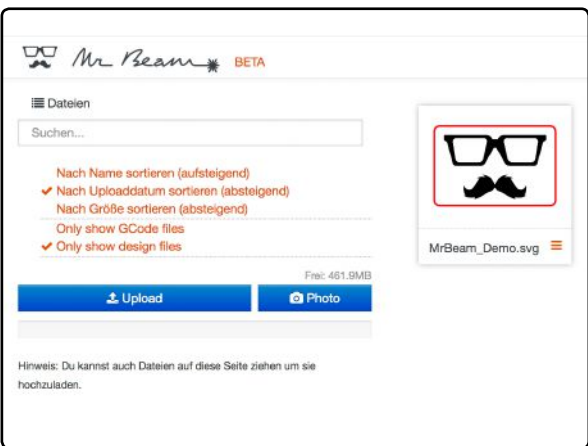 Mr Beam BETA
Dateien
Suchen...
Nach Name sortieren (aufsteigend)
Nach Uploaddatum sortieren (absteigend)
Nach Größe sortieren (absteigend)
Only show GCode files
Only show design files
Frei: 461.9MB
Upload
Photo
Hinweis: Du kannst auch Dateien auf diese Seite ziehen um sie
hochzuladen.
MrBeam_Demo.svg